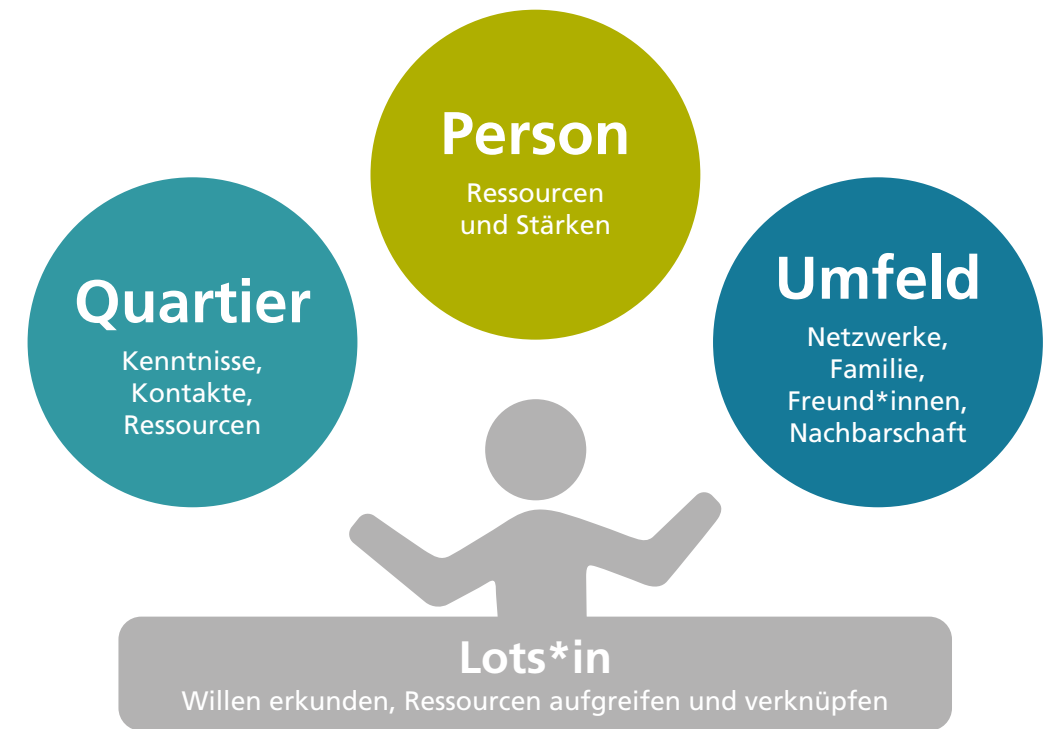 Person
Ressourcen
und Stärken
Quartier
Kenntnisse,
Kontakte,
Ressourcen
Umfeld
Netzwerke,
Familie,
Freund*innen,
Nachbarschaft
Lots*in
Willen erkunden, Ressourcen aufgreifen und verknüpfen